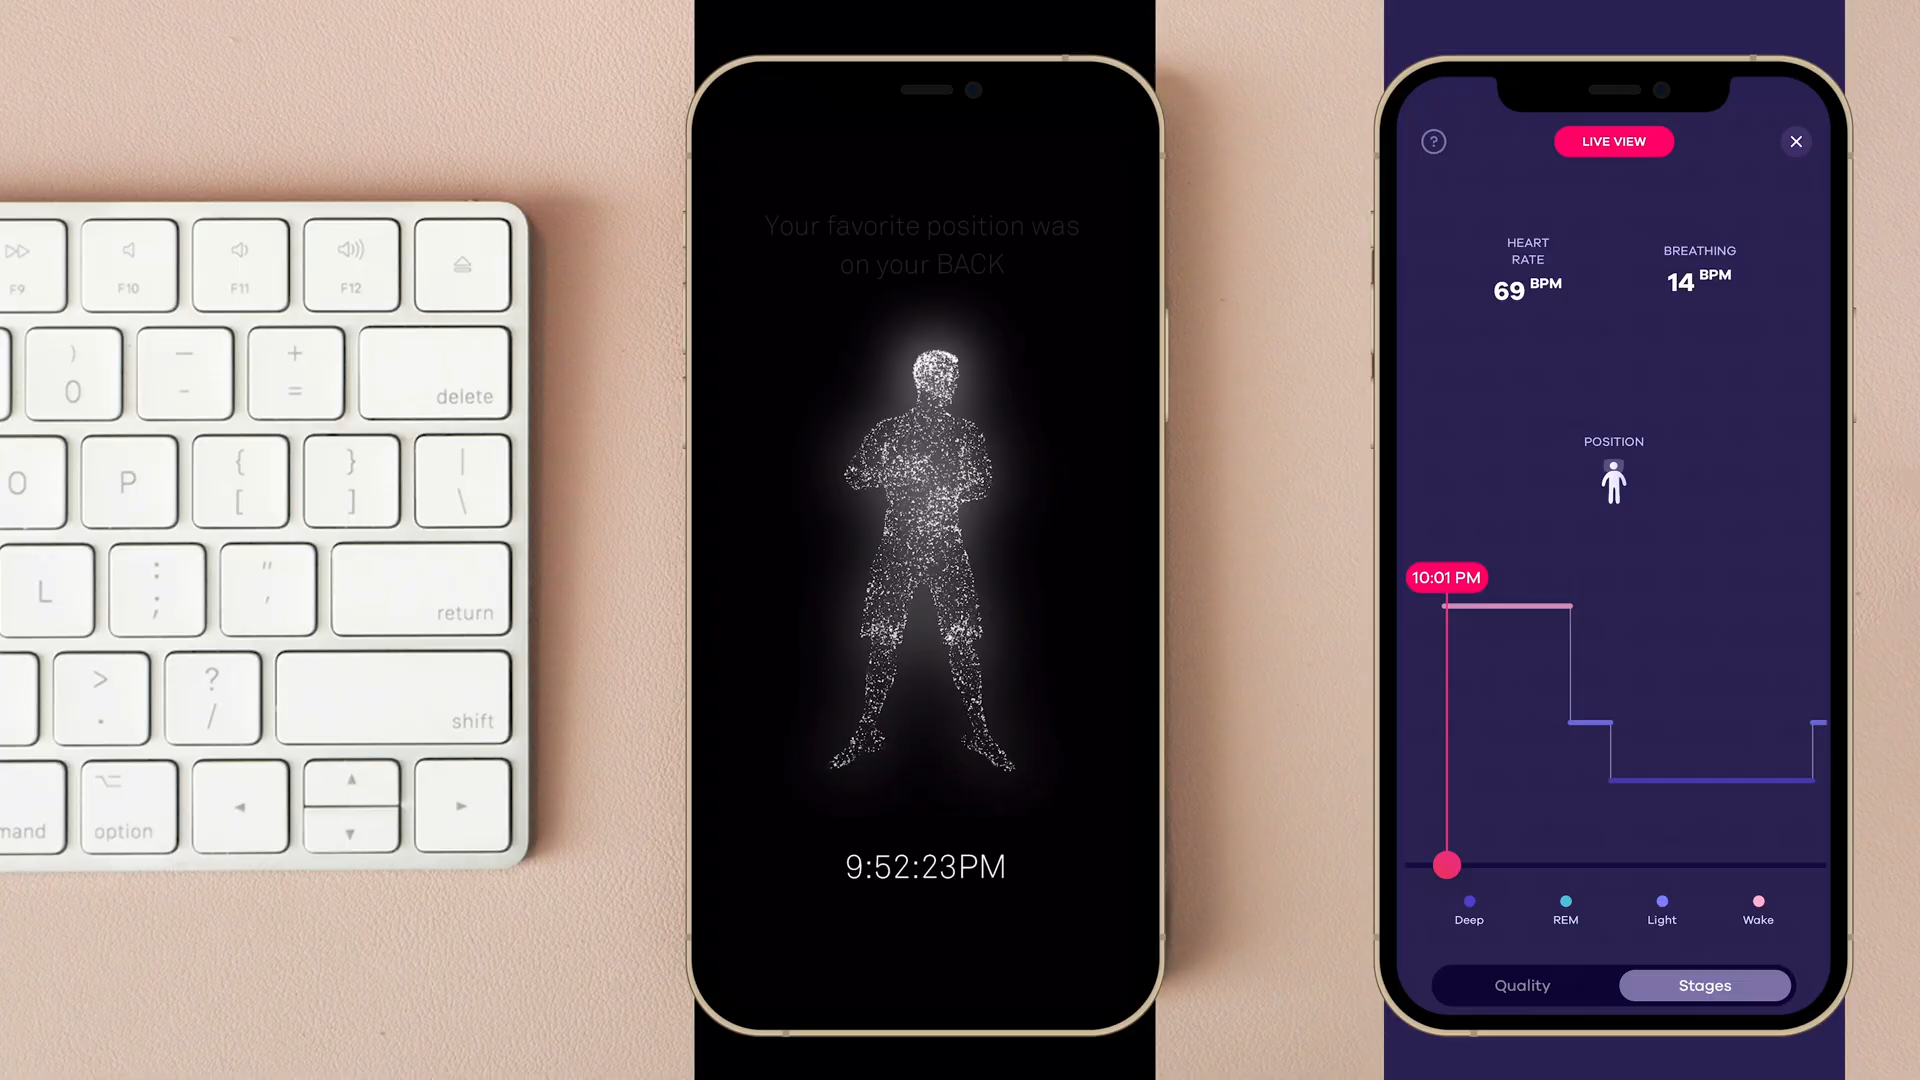 F9
F10
F11
F12
)
0
—
-
+
=
delete
O
P
{
[
}
]
|
\
L
:
;
"
,
return
>
.
?
/
shift
mand
option
Your favorite position was
on your BACK
9:52:23PM
?
LIVE VIEW
HEART
RATE
69 BPM
BREATHING
14 BPM
POSITION
10:01 PM
Deep
REM
Light
Wake
Quality
Stages